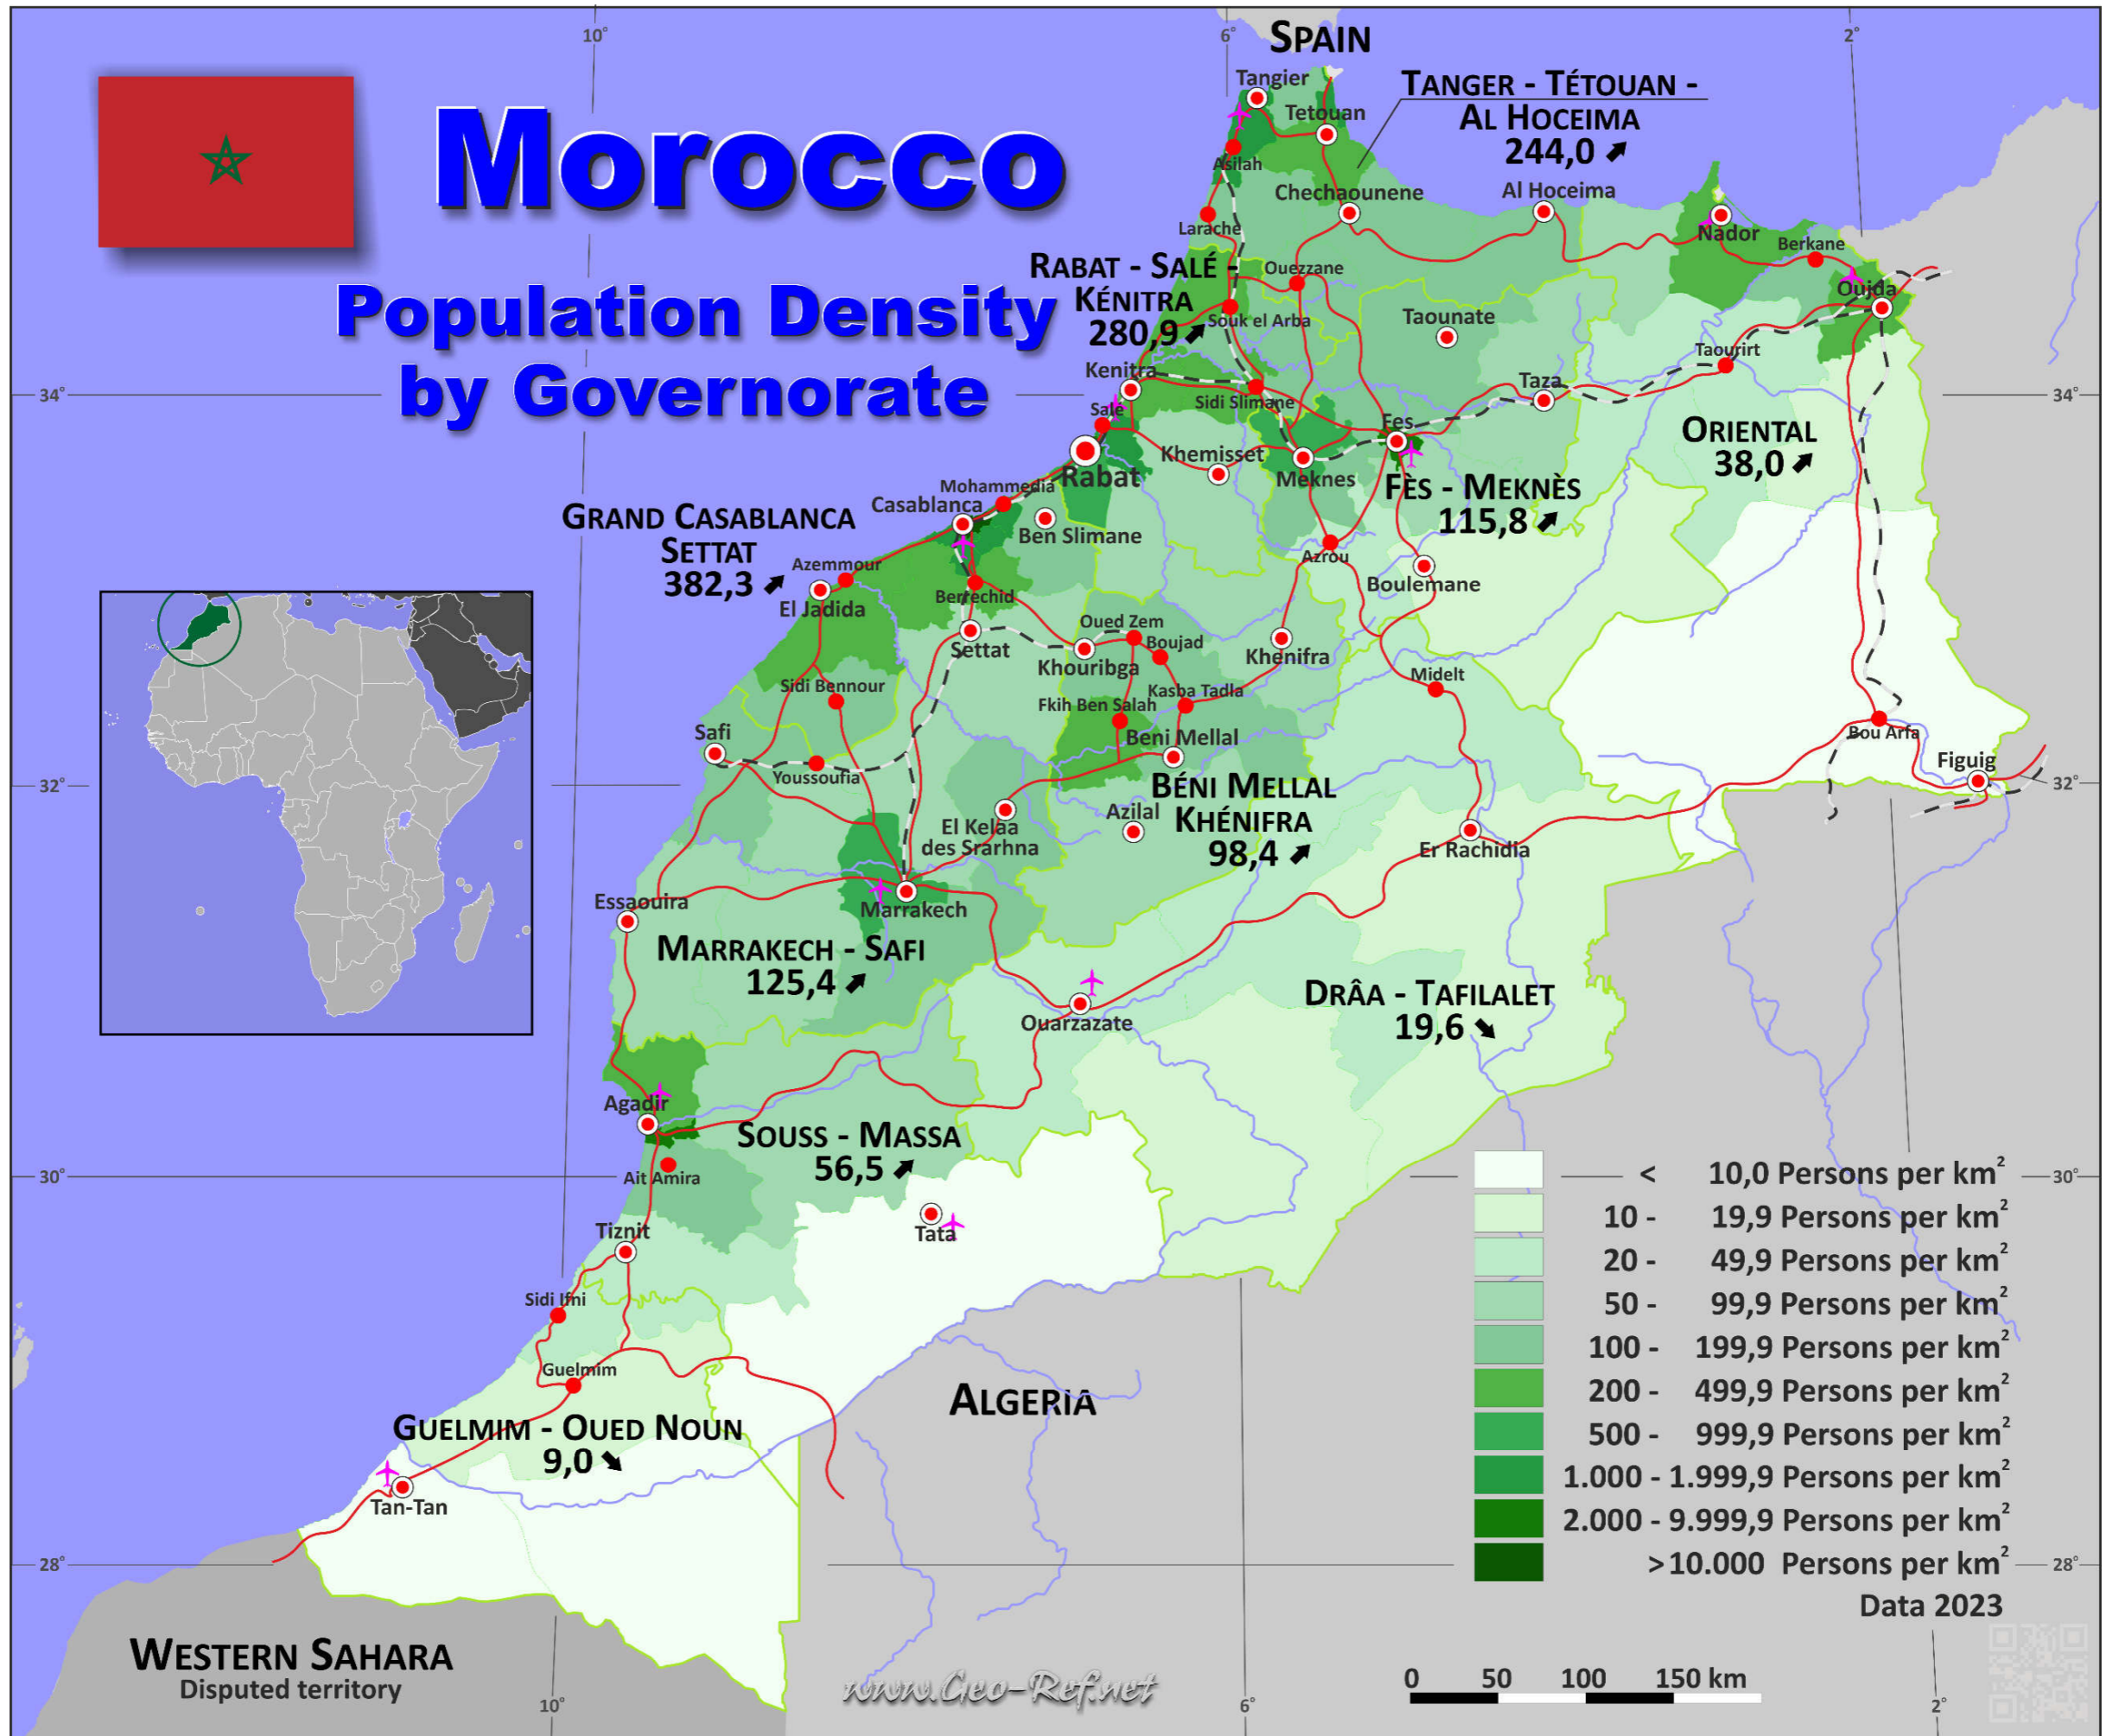 10°
6°
2°
SPAIN
Morocco
Population Density
by Governorate
Tangier
Tetouan
TANGER - TÉTOUAN -
AL HOCEIMA
244,0
Asilah
Chechaounene
Al Hoceima
Larache
Nador
Berkane
RABAT - SALÉ -
KÉNITRA
280,9
Ouezzane
Souk el Arba
Taounate
Oujda
Taourirt
Kenitra
Sidi Slimane
Taza
34°
34°
Salé
Rabat
Khemisset
Meknes
Fes
FÈS - MEKNÈS
115,8
ORIENTAL
38,0
Mohammedia
Casablanca
Ben Slimane
GRAND CASABLANCA
SETTAT
382,3
Azemmour
El Jadida
Berrechid
Azrou
Boulemane
Settat
Oued Zem
Boujad
Khouribga
Khenifra
Sidi Bennour
Kasba Tadla
Fkih Ben Salah
Midelt
Safi
Youssoufia
Beni Mellal
Bou Arfa
Figuig
32°
32°
BÉNI MELLAL
KHÉNIFRA
98,4
Azilal
El Kelaa
des Srarhna
Er Rachidia
Essaouira
Marrakech
MARRAKECH - SAFI
125,4
Ouarzazate
DRÂA - TAFILALET
19,6
Agadir
SOUSS - MASSA
56,5
Ait Amira
30°
30°
Tiznit
Tata
Sidi Ifni
Guelmim
GUELMIM - OUED NOUN
9,0
Tan-Tan
ALGERIA
28°
28°
< 10,0 Persons per km²
10 - 19,9 Persons per km²
20 - 49,9 Persons per km²
50 - 99,9 Persons per km²
100 - 199,9 Persons per km²
200 - 499,9 Persons per km²
500 - 999,9 Persons per km²
1.000 - 1.999,9 Persons per km²
2.000 - 9.999,9 Persons per km²
>10.000 Persons per km²
Data 2023
WESTERN SAHARA
Disputed territory
www.Geo-Ref.net
0 50 100 150 km
10°
6°
2°